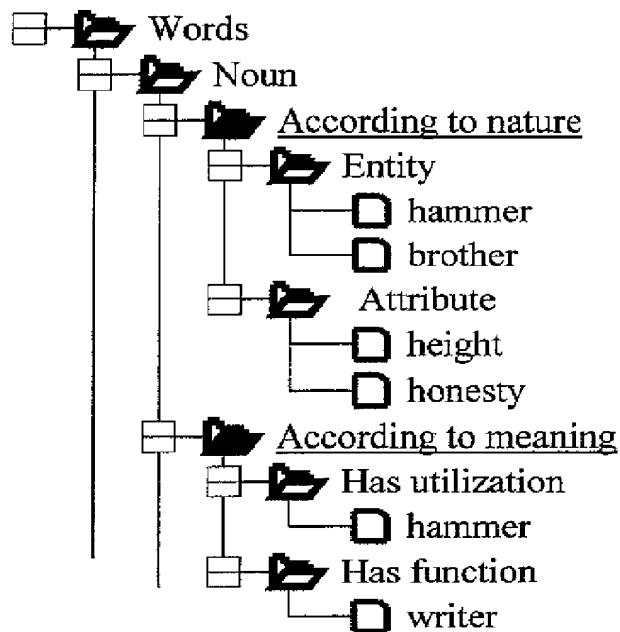 Words
Noun
According to nature
Entity
hammer
brother
Attribute
height
honesty
According to meaning
Has utilization
hammer
Has function
writer